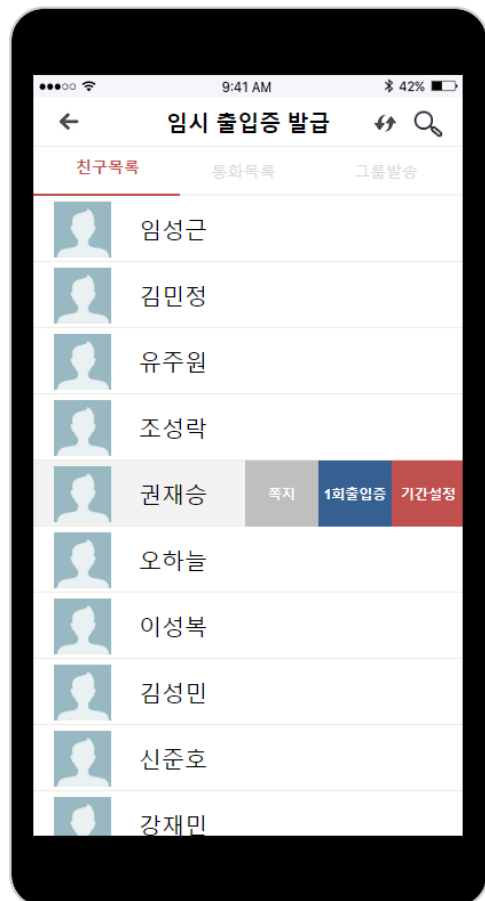 9:41 AM 42%
임시 출입증 발급
친구목록 통화목록 그룹발송
임성근
김민정
유주원
조성락
권재승 쪽지 1회출입증 기간설정
오하늘
이성복
김성민
신준호
강재민